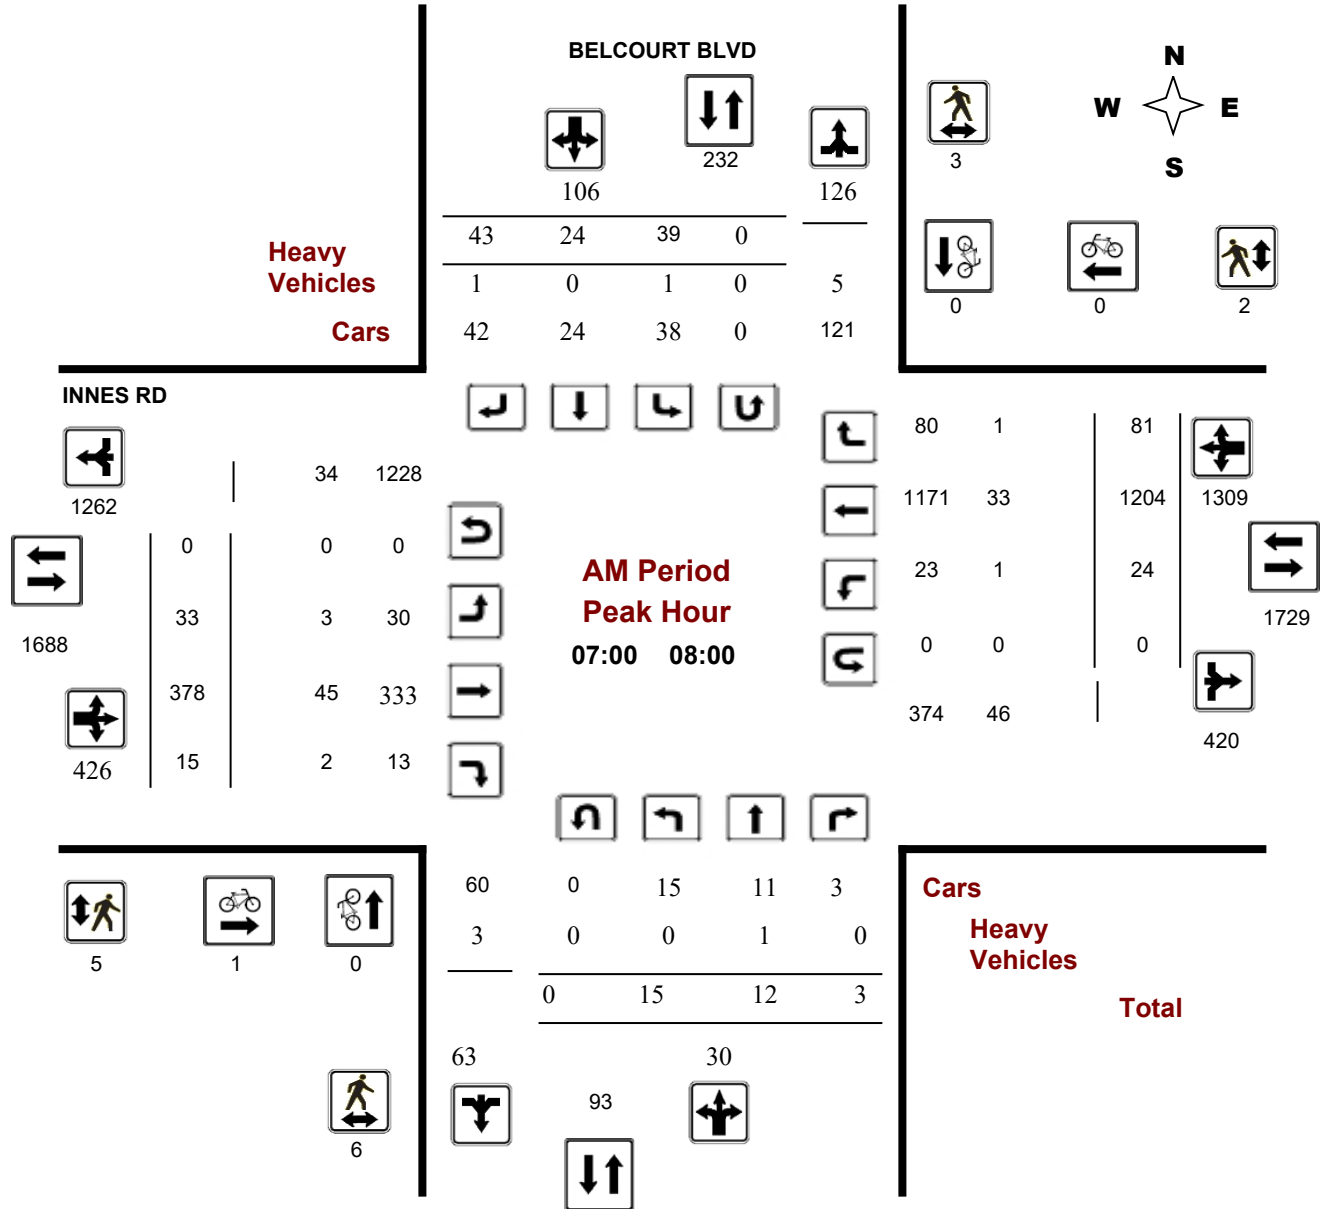 BELCOURT BLVD
N
W E
S
232
3
106 126
43 24 39 0
Heavy
Vehicles
1 0 1 0 5
0 0 2
Cars
42 24 38 0 121
INNES RD
80 1 81
34 1228
1262
1171 33 1204 1309
0 0 0
AM Period
23 1 24
33 3 30
Peak Hour
1729
1688
07:00 08:00
0 0 0
378 45 333
374 46
420
426 15 2 13
60 0 15 11 3
Cars
3 0 0 1 0
Heavy
Vehicles
5 1 0
0 15 12 3
Total
63 30
93
6